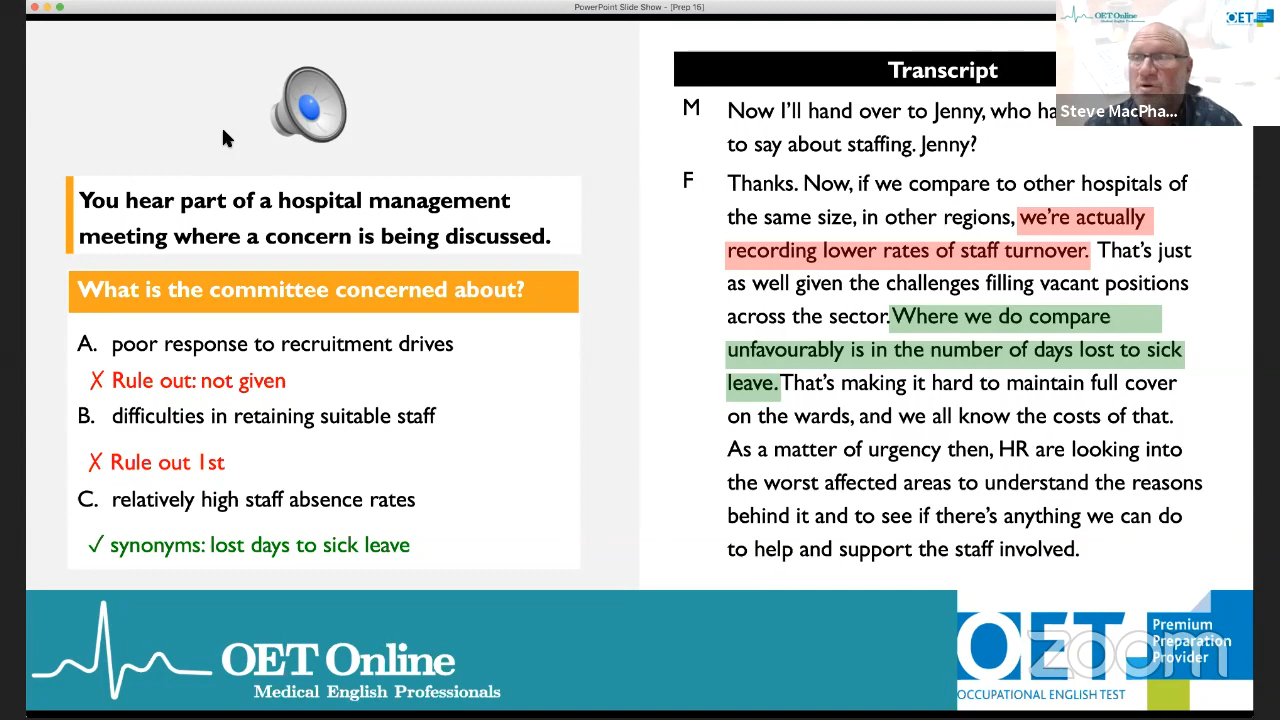 PowerPoint Slide Show - [Prep 16]
OET Online
OET
Steve MacPha...
You hear part of a hospital management
meeting where a concern is being discussed.
What is the committee concerned about?
A. poor response to recruitment drives
✗ Rule out: not given
B. difficulties in retaining suitable staff
✗ Rule out 1st
C. relatively high staff absence rates
✓ synonyms: lost days to sick leave
Transcript
M Now I'll hand over to Jenny, who ha
to say about staffing. Jenny?
F Thanks. Now, if we compare to other hospitals of
the same size, in other regions, we're actually
recording lower rates of staff turnover. That's just
as well given the challenges filling vacant positions
across the sector. Where we do compare
unfavourably is in the number of days lost to sick
leave. That's making it hard to maintain full cover
on the wards, and we all know the costs of that.
As a matter of urgency then, HR are looking into
the worst affected areas to understand the reasons
behind it and to see if there's anything we can do
to help and support the staff involved.
OET Online
Medical English Professionals
OET
OCCUPATIONAL ENGLISH TEST
Premium
Preparation
Provider
zoom